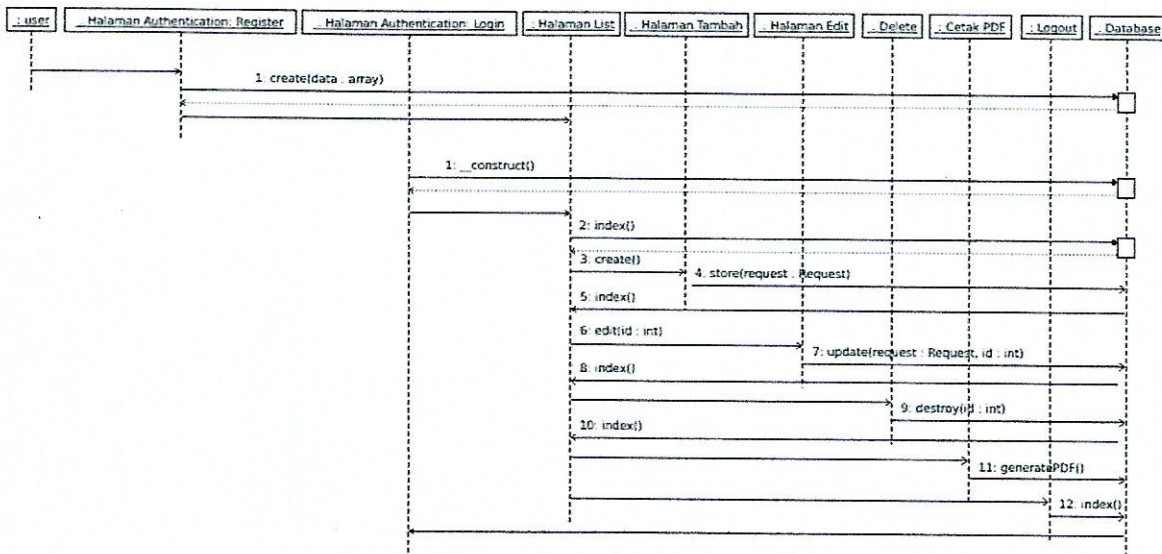 : user
: Halaman Authentication: Register
: Halaman Authentication: Login
: Halaman List
: Halaman Tambah
: Halaman Edit
: Delete
: Cetak PDF
: Logout
: Database
1: create(data : array)
1: __construct()
2: index()
3: create()
4: store(request : Request)
5: index()
6: edit(id : int)
7: update(request : Request, id : int)
8: index()
9: destroy(id : int)
10: index()
11: generatePDF()
12: index()